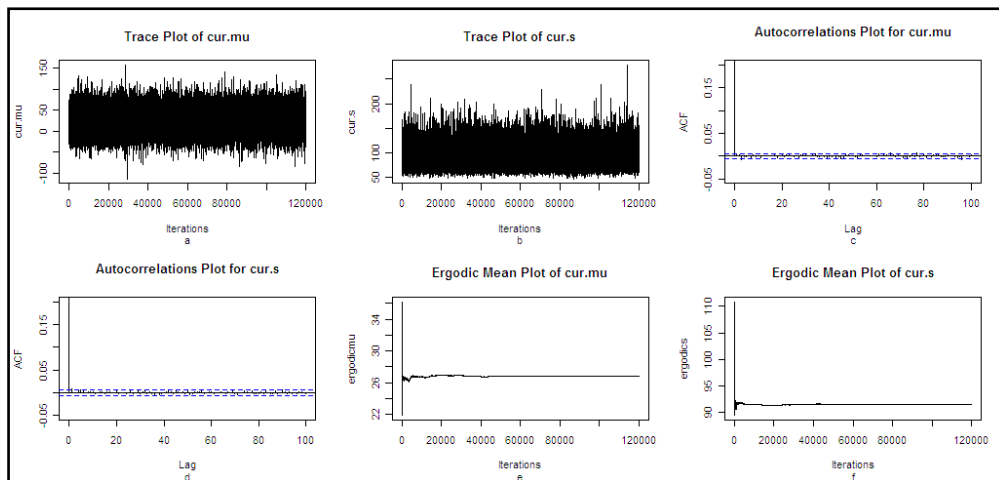 Trace Plot of cur.mu
cur.mu
150
50
0
-100
0 20000 40000 60000 80000 100000 120000
Iterations
a
Trace Plot of cur.s
cur.s
200
150
100
50
0 20000 40000 60000 80000 120000
Iterations
b
Autocorrelations Plot for cur.mu
ACF
0.15
0.05
-0.05
0 20 40 60 80 100
Lag
c
Autocorrelations Plot for cur.s
ACF
0.15
0.05
-0.05
0 20 40 60 80 100
Lag
d
Ergodic Mean Plot of cur.mu
ergodicmu
34
30
26
22
0 20000 40000 60000 80000 120000
Iterations
e
Ergodic Mean Plot of cur.s
ergodics
110
105
100
95
90
0 20000 40000 60000 80000 120000
Iterations
f